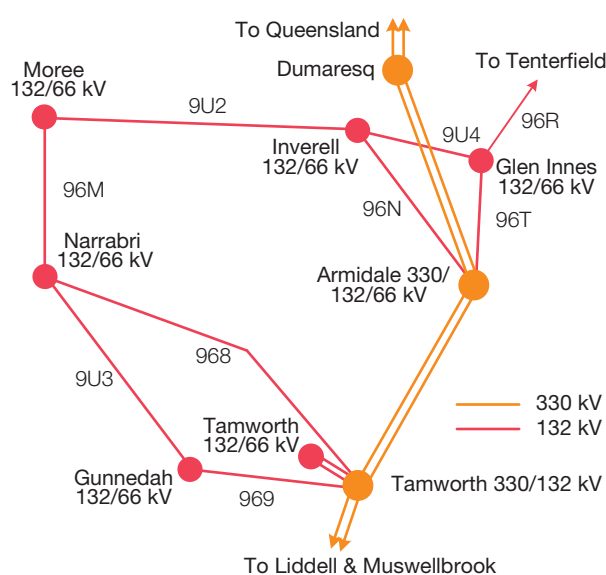 To Queensland
Dumaresq
To Tenterfield
Moree
132/66 kV
9U2
9U4
96R
Inverell
132/66 kV
Glen Innes
132/66 kV
96M
96N
96T
Narrabri
132/66 kV
Armidale 330/
132/66 kV
968
9U3
330 kV
132 kV
Tamworth
132/66 kV
Gunnedah
132/66 kV
969
Tamworth 330/132 kV
To Liddell & Muswellbrook